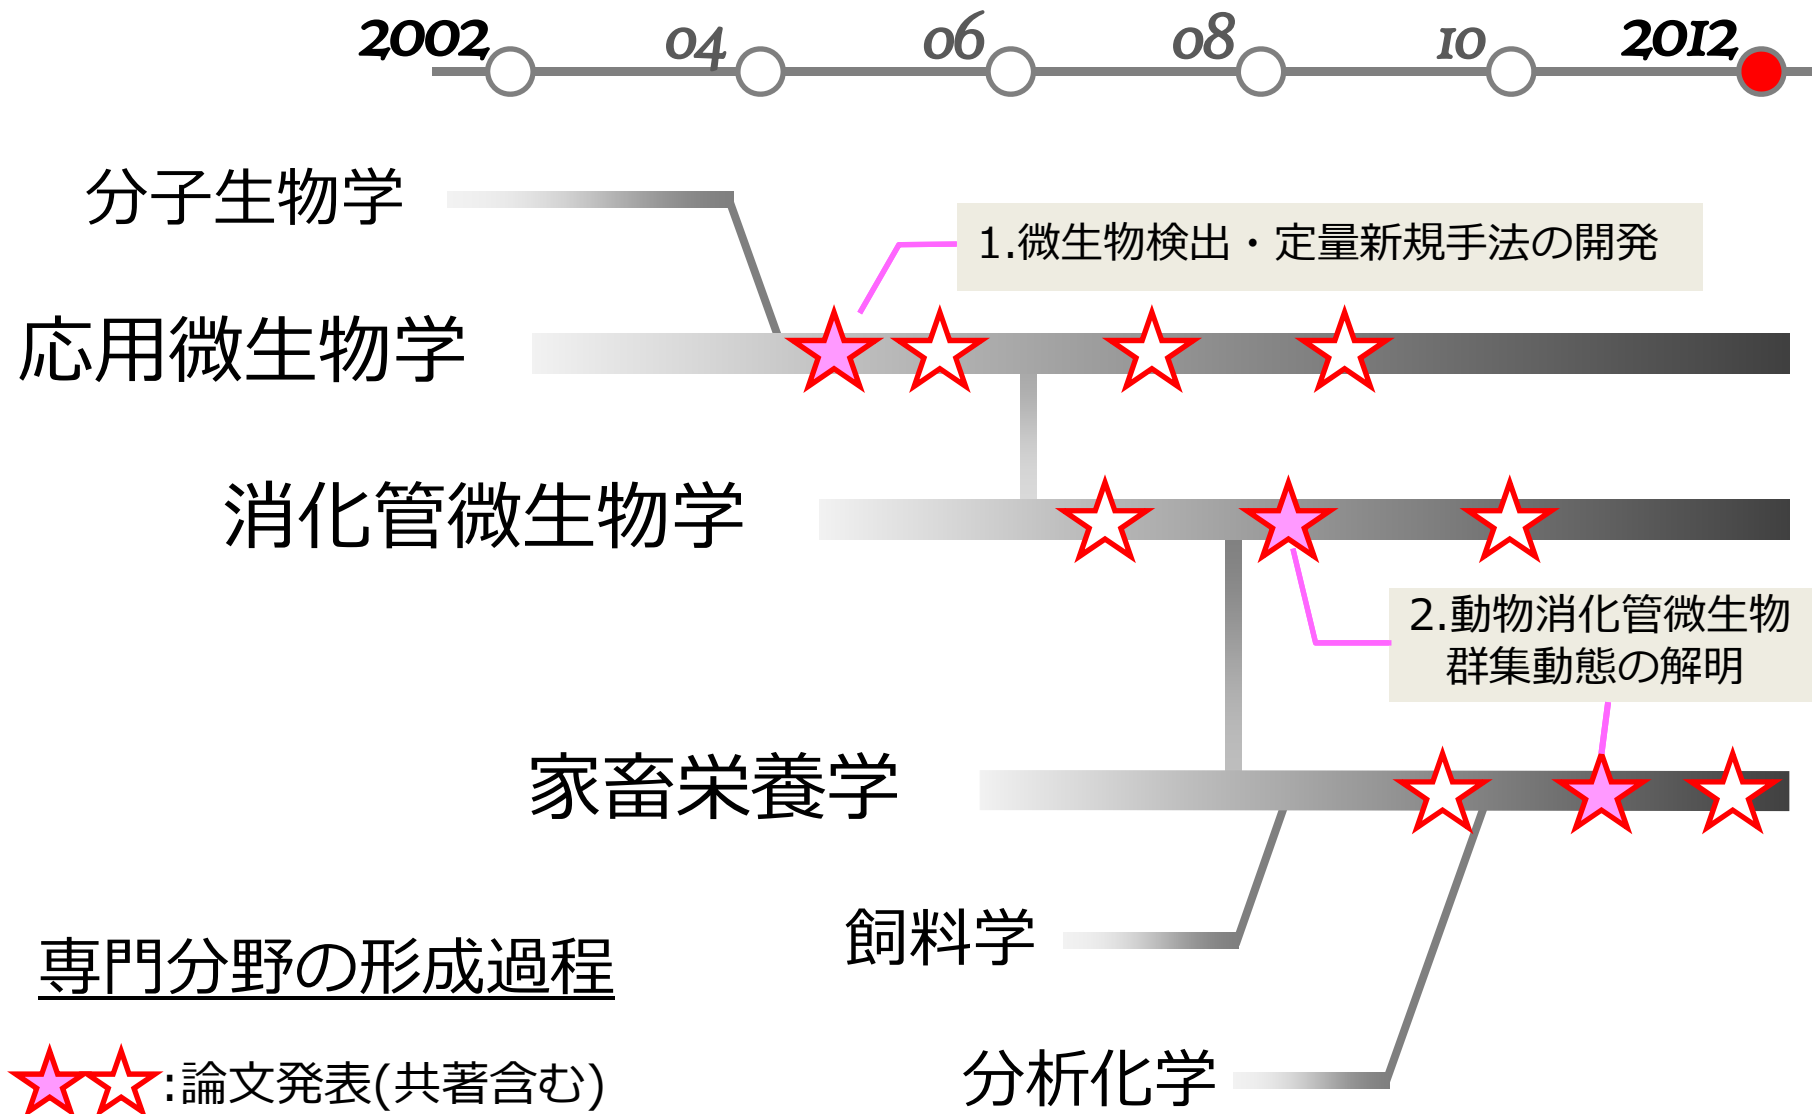 2002 04 06 08 10 2012
分子生物学
1.微生物検出・定量新規手法の開発
応用微生物学
消化管微生物学
2.動物消化管微生物
群集動態の解明
家畜栄養学
飼料学
専門分野の形成過程
分析化学
:論文発表(共著含む)